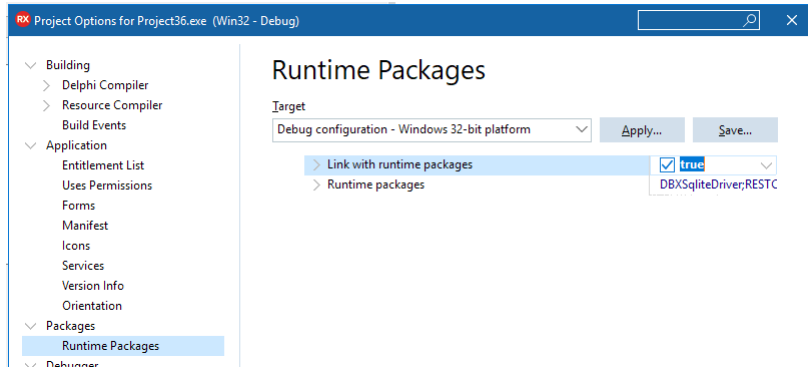 RX Project Options for Project36.exe (Win32 - Debug)
Building
Delphi Compiler
Resource Compiler
Build Events
Application
Entitlement List
Uses Permissions
Forms
Manifest
Icons
Services
Version Info
Orientation
Packages
Runtime Packages
Debugger
Runtime Packages
Target
Debug configuration - Windows 32-bit platform
Apply...
Save...
Link with runtime packages
true
Runtime packages
DBXSqliteDriver;RESTC